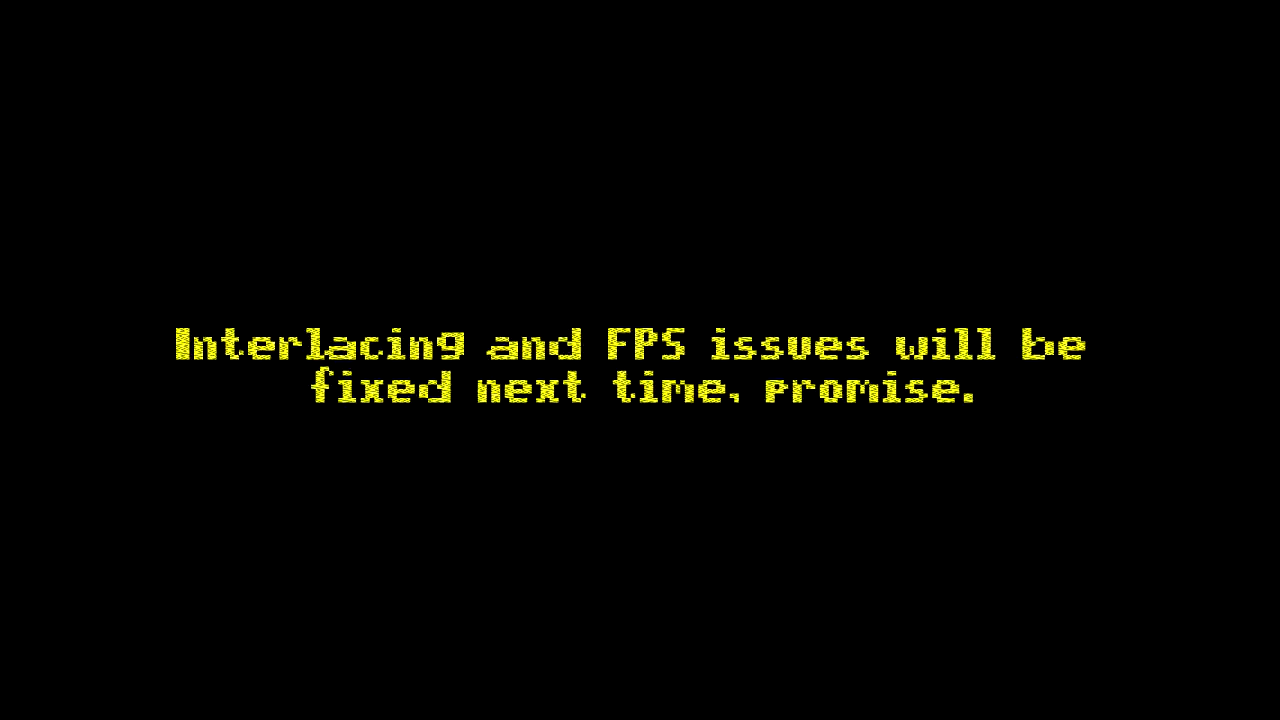 Interlacing and FPS issues will be
fixed next time, promise.